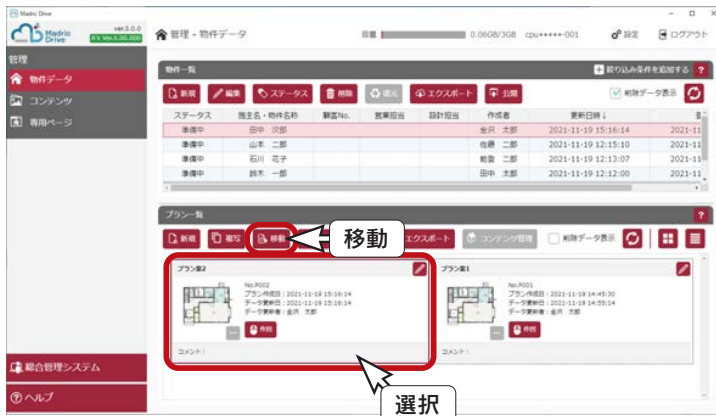 Madric Drive
Madric Drive
ver.3.0.0
管理・物件データ
容量
0.06GB/3GB
cpu*****-001
設定
ログアウト
管理
物件データ
コンテンツ
専用ページ
総合管理システム
ヘルプ
物件一覧
絞り込み条件を追加する
?
新規
編集
ステータス
削除
復元
エクスポート
公開
削除データ表示
ステータス 施主名・物件名称 顧客No. 営業担当 設計担当 作成者 更新日時↓
準備中 田中 次郎 金沢 太郎 2021-11-19 15:16:14 2021-11
準備中 山本 二郎 佐藤 二郎 2021-11-19 12:15:10 2021-11
準備中 石川 花子 能登 二郎 2021-11-19 12:13:07 2021-11
準備中 鈴木 一郎 田中 太郎 2021-11-19 12:12:00 2021-11
プラン一覧
?
新規
複写
移動
移動
エクスポート
コンテンツ管理
削除データ表示
プラン案2
No.P002
プラン作成日:2021-11-19 15:16:14
データ更新日:2021-11-19 15:16:14
データ更新者:金沢 太郎
作図
コメント:
プラン案1
No.P001
プラン作成日:2021-11-19 14:45:30
データ更新日:2021-11-19 14:55:14
データ更新者:金沢 太郎
作図
コメント:
選択